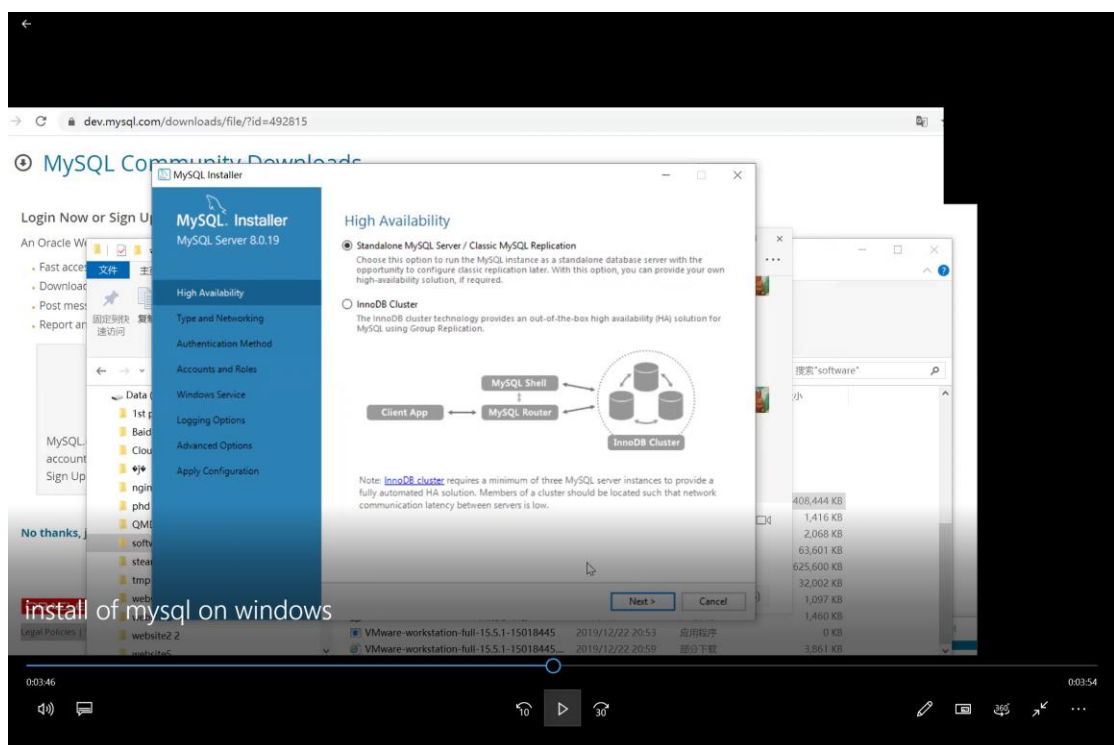 dev.mysql.com/downloads/file/?id=492815
MySQL Community Downloads
MySQL Installer
Login Now or Sign U
An Oracle W
Fast acce
Downloac
Post mes
Report an
文件
主
固定到快
速访问
MySQL. Installer
MySQL Server 8.0.19
High Availability
Type and Networking
Authentication Method
Accounts and Roles
Windows Service
Logging Options
Advanced Options
Apply Configuration
High Availability
Standalone MySQL Server / Classic MySQL Replication
Choose this option to run the MySQL instance as a standalone database server with the
opportunity to configure classic replication later. With this option, you can provide your own
high-availability solution, if required.
InnoDB Cluster
The InnoDB cluster technology provides an out-of-the-box high availability (HA) solution for
MySQL using Group Replication.
MySQL Shell
Client App
MySQL Router
InnoDB Cluster
Note: InnoDB cluster requires a minimum of three MySQL server instances to provide a
fully automated HA solution. Members of a cluster should be located such that network
communication latency between servers is low.
Next >
Cancel
搜索"software"
小
Data (
1st p
Baid
Clou
ngin
phd
QMD
softw
stear
tmp
web
website2 2
website5
MySQL.
account
Sign Up
No thanks, j
408,444 KB
1,416 KB
2,068 KB
63,601 KB
625,600 KB
32,002 KB
1,097 KB
1,460 KB
VMware-workstation-full-15.5.1-15018445 2019/12/22 20:53 应用程序 0 KB
VMware-workstation-full-15.5.1-15018445... 2019/12/22 20:59 部分下载 3,861 KB
Legal Policies |
install of mysql on windows
0:03:46
0:03:54
10
30
360°